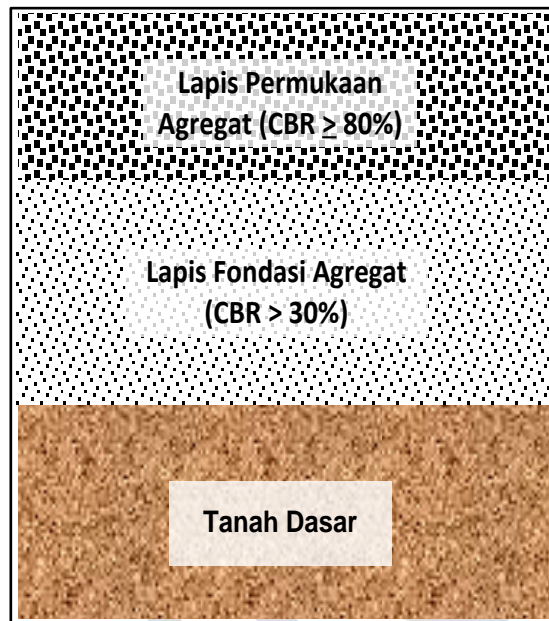 Lapis Permukaan
Agregat (CBR ≥ 80%)
Lapis Fondasi Agregat
(CBR > 30%)
Tanah Dasar